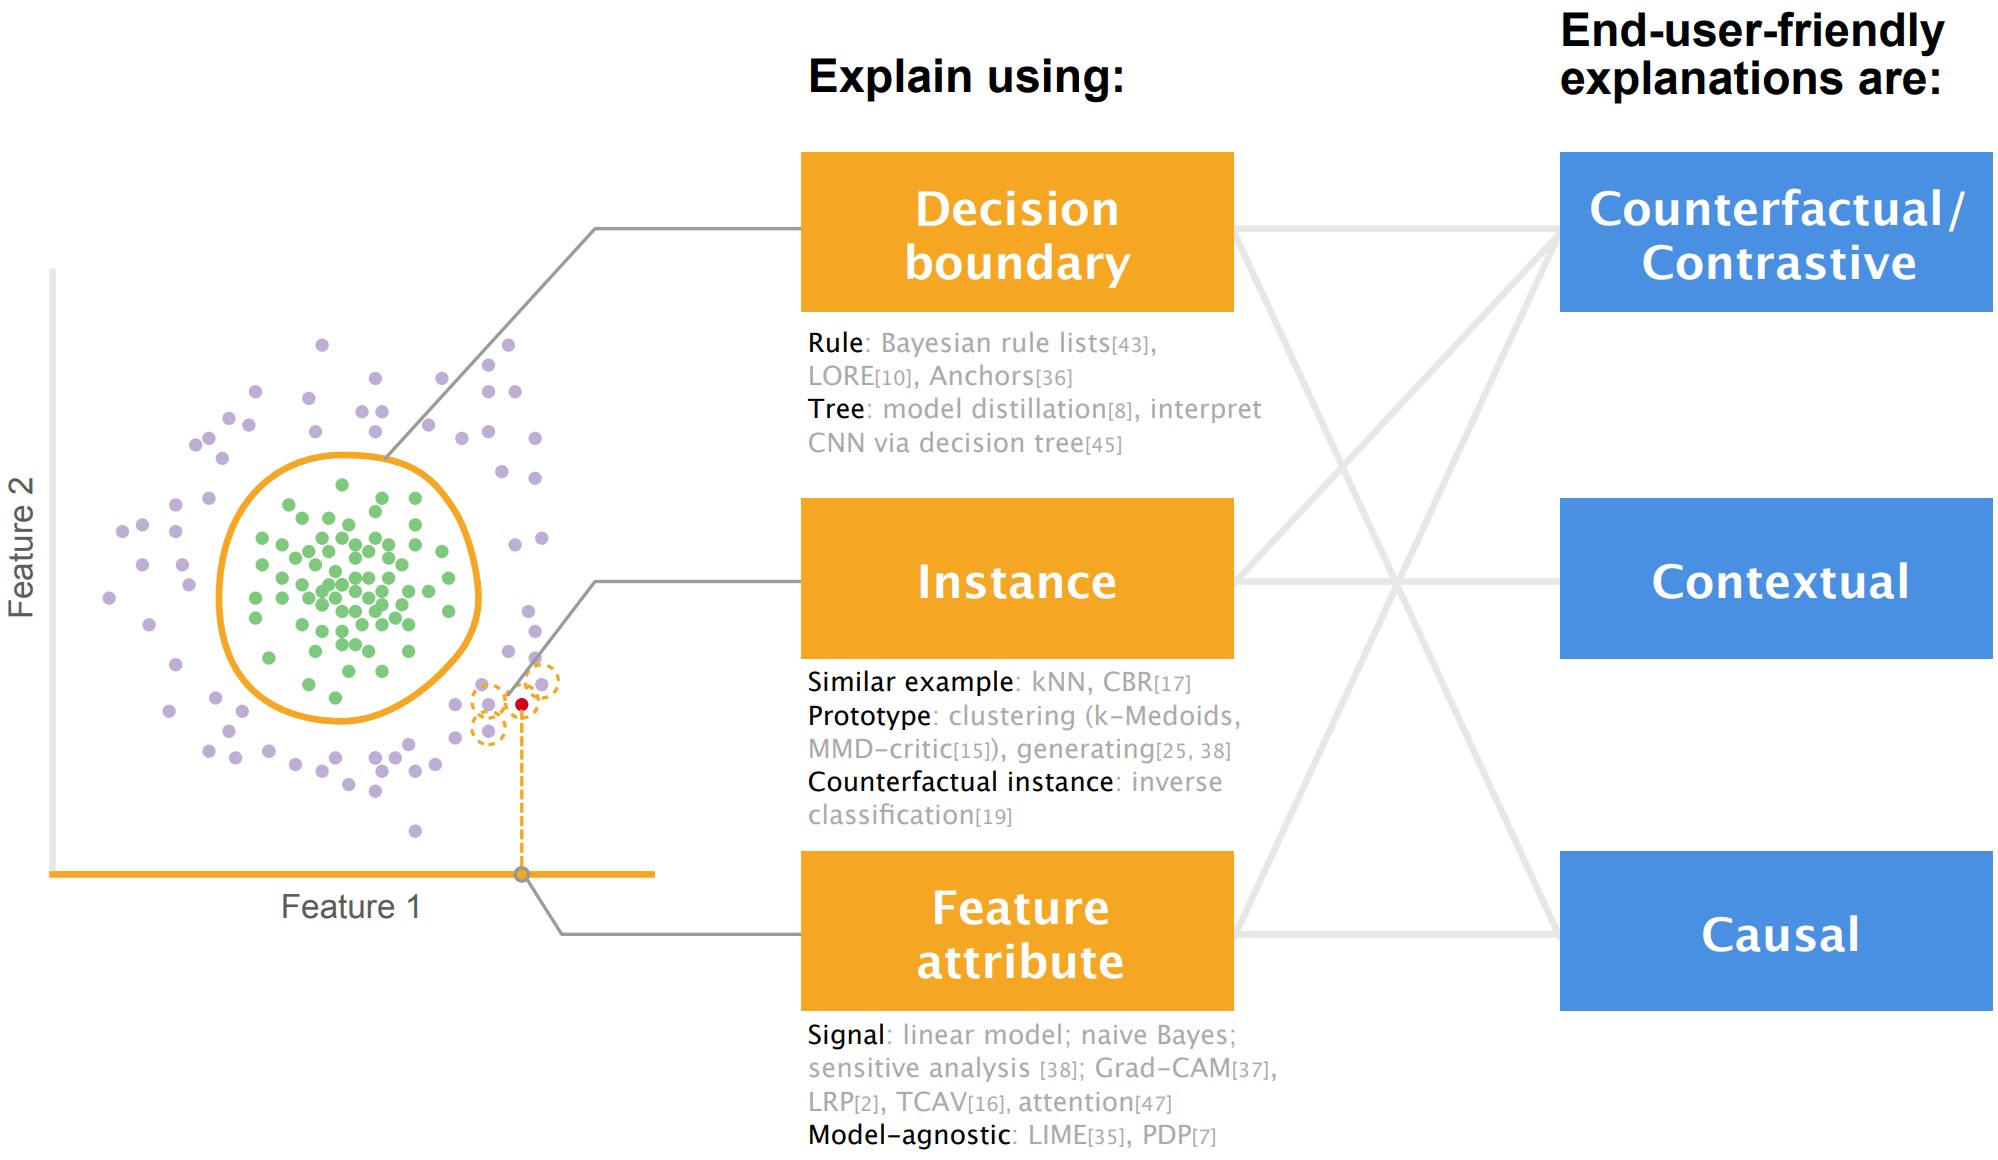 End-user-friendly
explanations are:
Explain using:
Decision
boundary
Counterfactual/
Contrastive
Rule: Bayesian rule lists[43],
LORE[10], Anchors[36]
Tree: model distillation[8], interpret
CNN via decision tree[45]
Feature 2
Instance
Contextual
Similar example: kNN, CBR[17]
Prototype: clustering (k-Medoids,
MMD-critic[15]), generating[25, 38]
Counterfactual instance: inverse
classification[19]
Feature 1
Feature
attribute
Causal
Signal: linear model; naive Bayes;
sensitive analysis [38]; Grad-CAM[37],
LRP[2], TCAV[16], attention[47]
Model-agnostic: LIME[35], PDP[7]